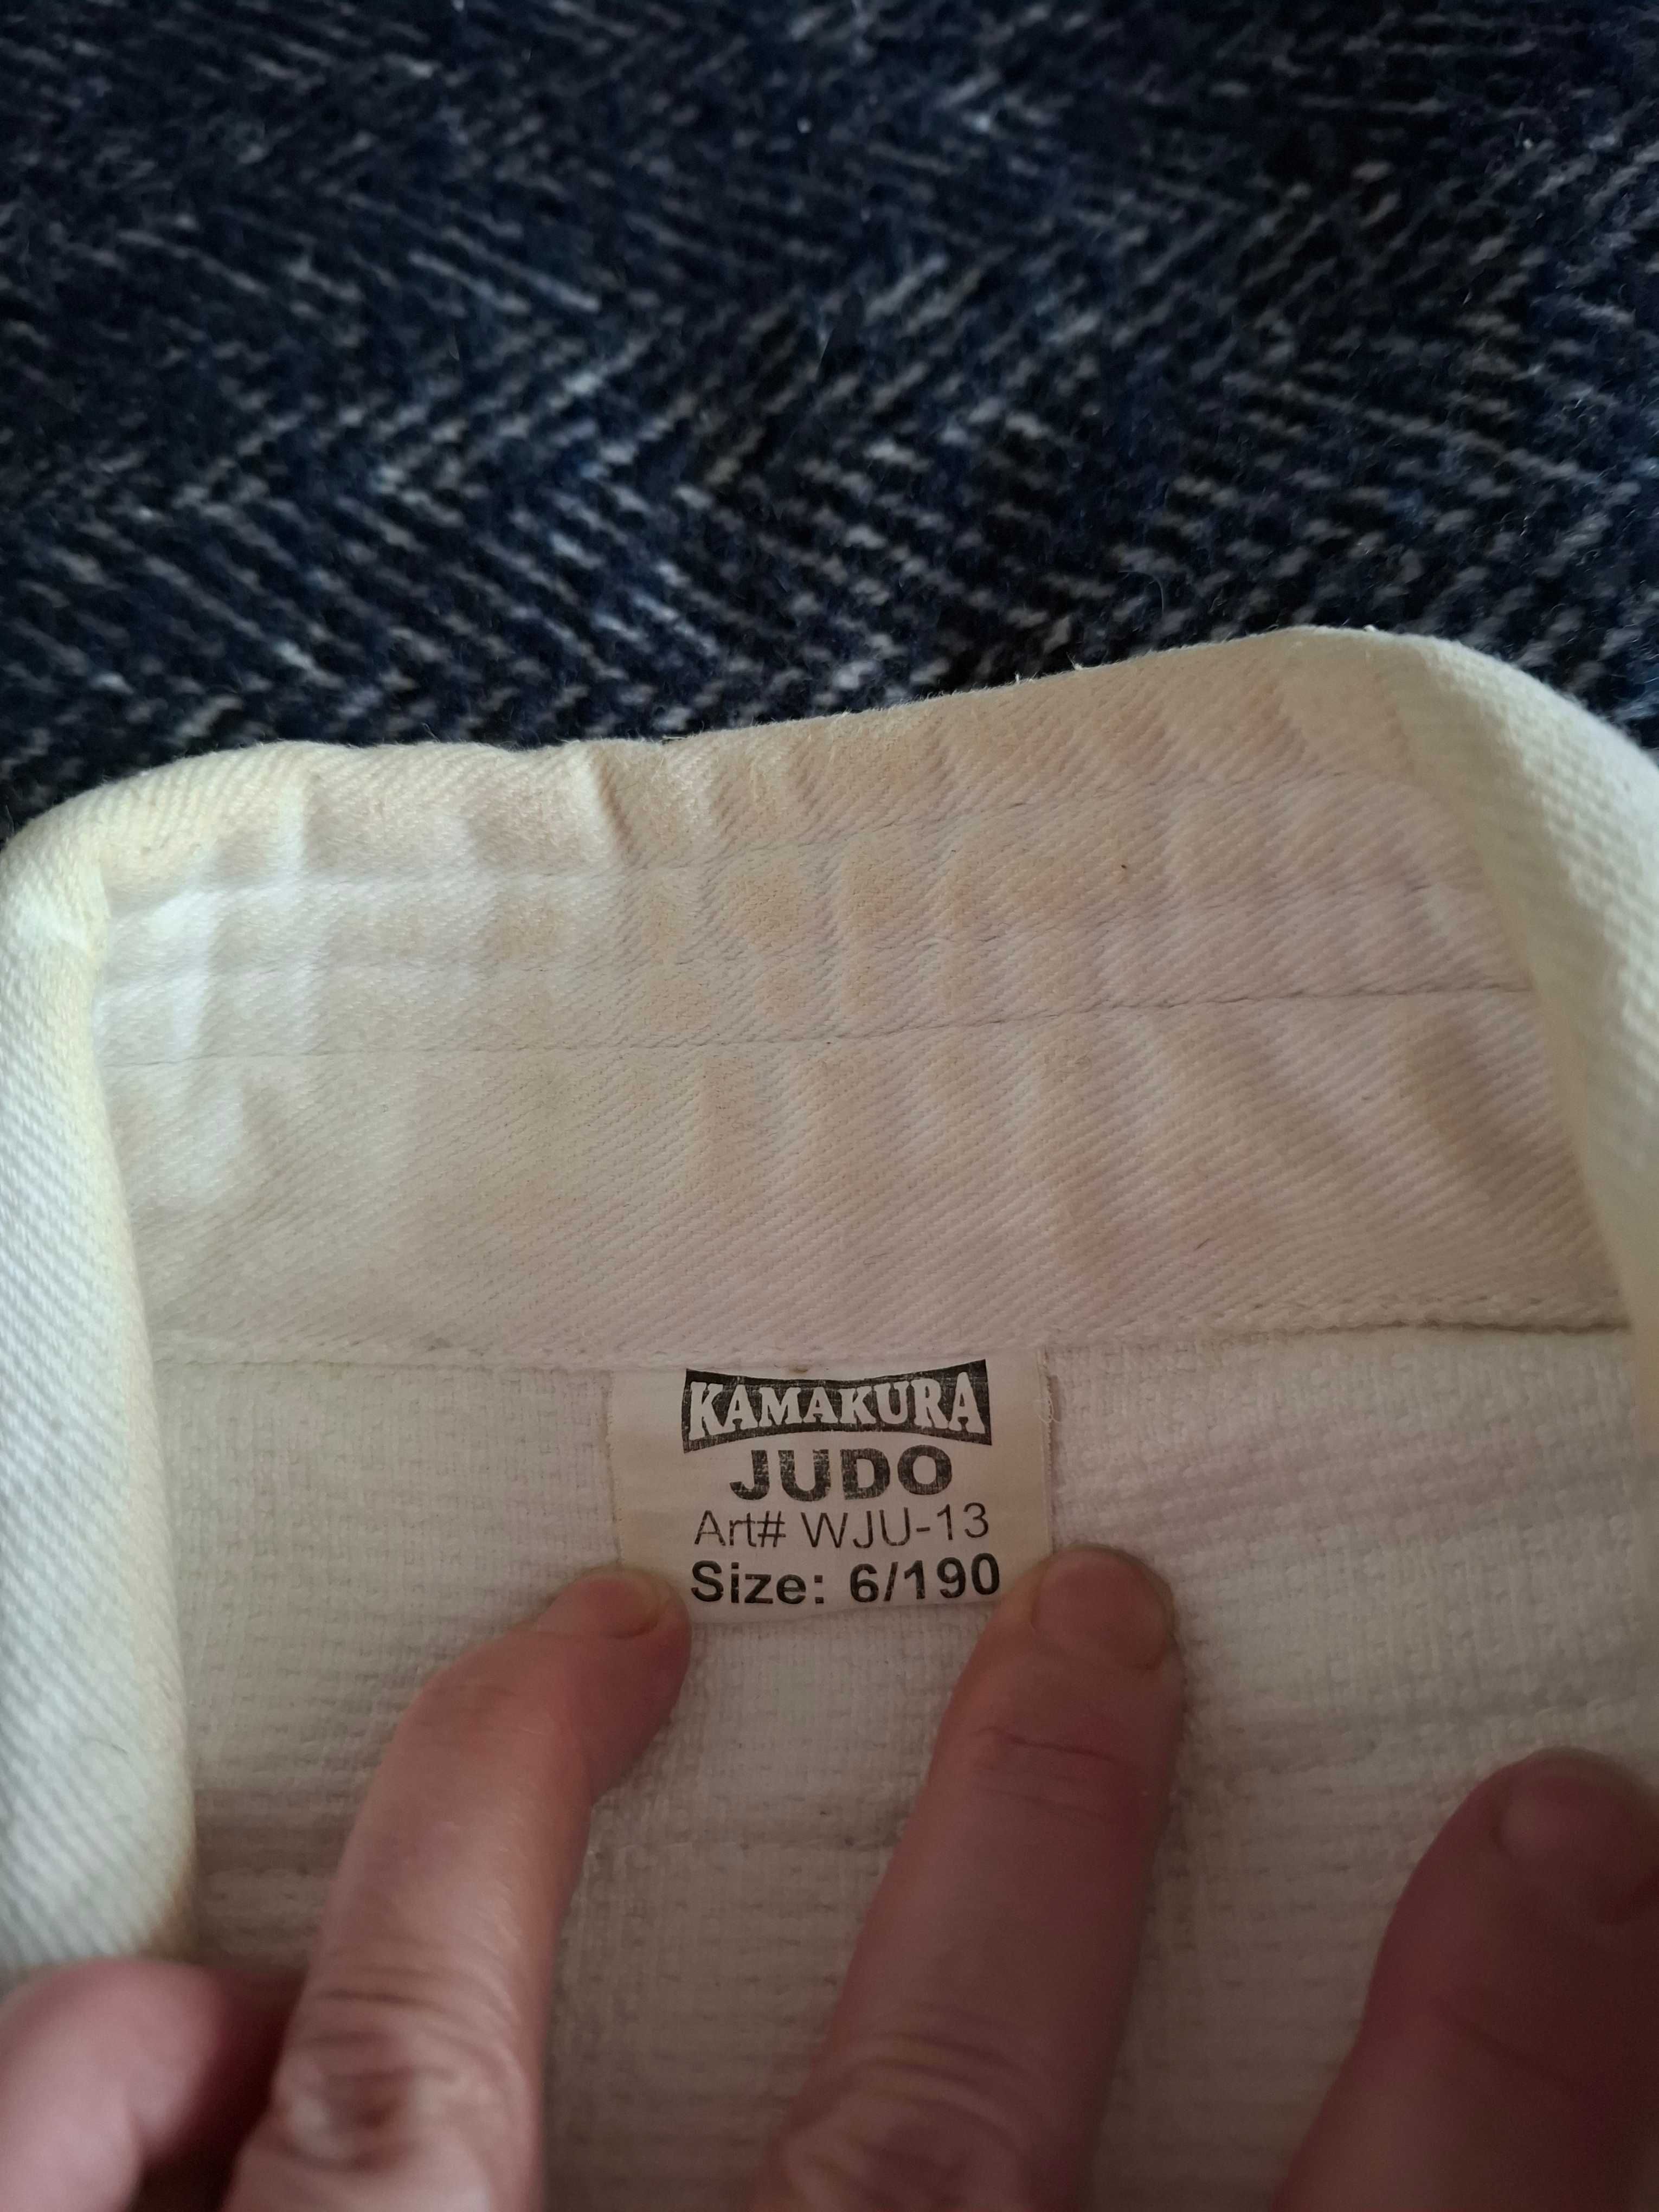 KAMAKURA
JUDO
Art# WJU-13
Size: 6/190